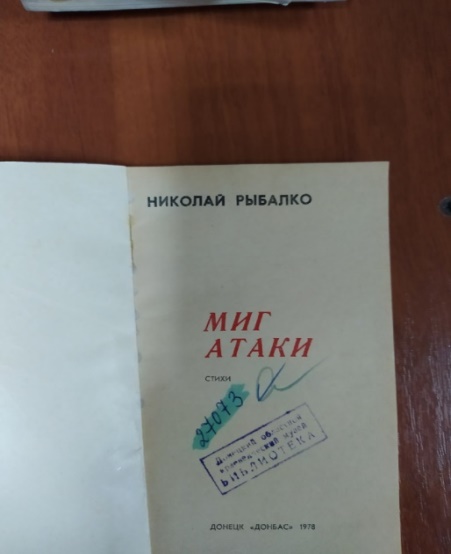 НИКОЛАЙ РЫБАЛКО
МИГ
АТАКИ
СТИХИ
27073
Донецкий областной
краеведческий музей
БИБЛИОТЕКА
ДОНЕЦК «ДОНБАС» 1978